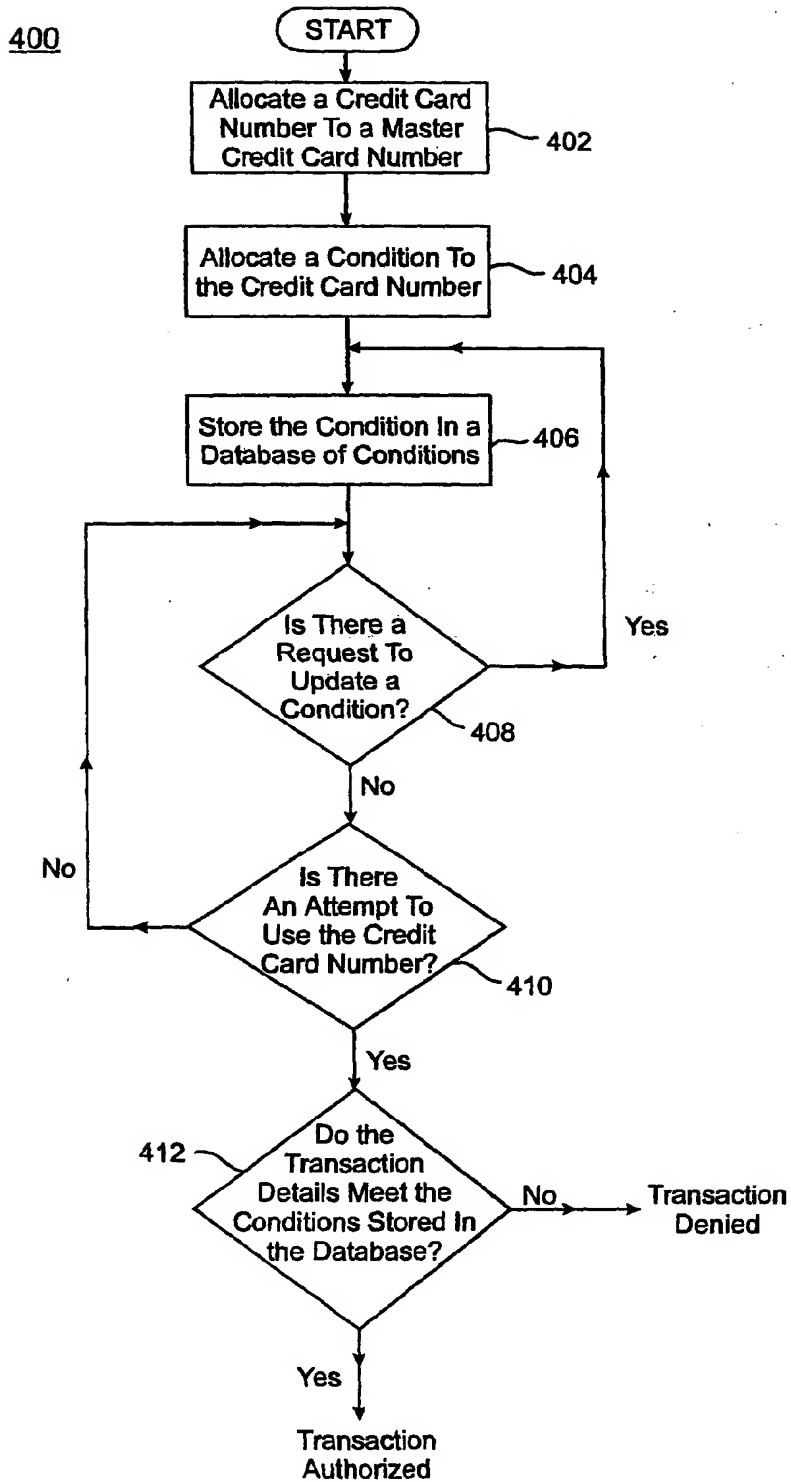 400
START
Allocate a Credit Card
Number To a Master
Credit Card Number
402
Allocate a Condition To
the Credit Card Number
404
Store the Condition In a
Database of Conditions
406
Is There a
Request To
Update a
Condition?
408
Yes
No
Is There
An Attempt To
Use the Credit
Card Number?
410
No
Yes
412
Do the
Transaction
Details Meet the
Conditions Stored In
the Database?
No
Transaction
Denied
Yes
Transaction
Authorized